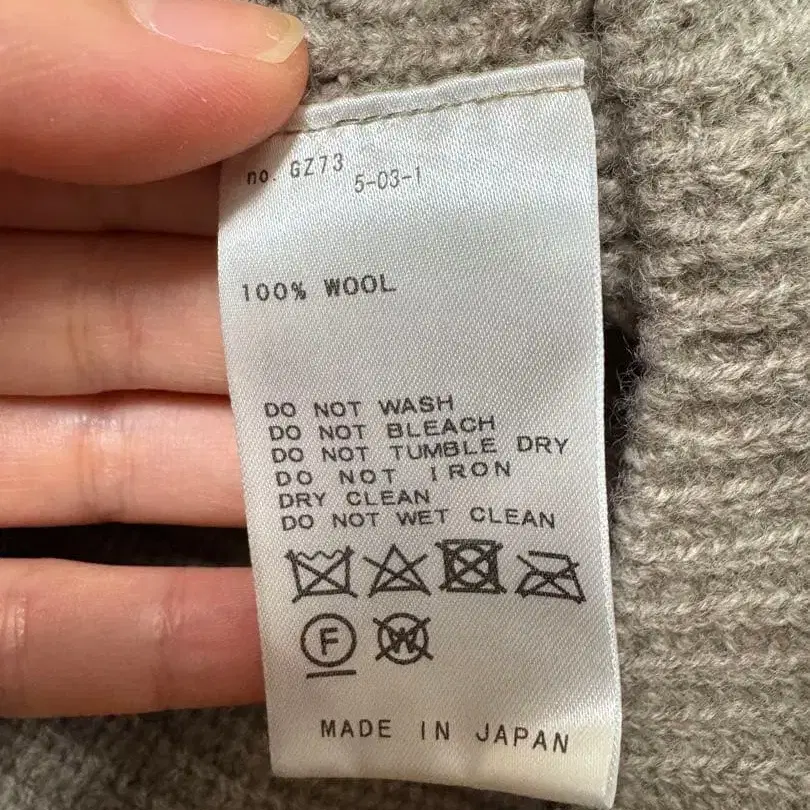 no. GZ73 5-03-1
100% WOOL
DO NOT WASH
DO NOT BLEACH
DO NOT TUMBLE DRY
DO NOT IRON
DRY CLEAN
DO NOT WET CLEAN
F W
MADE IN JAPAN